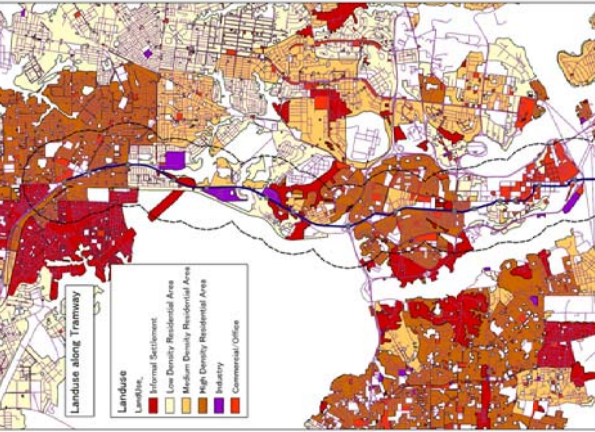 Landuse along Tramway
Landuse
LandUse_
Informal Settlement
Low Density Residential Area
Medium Density Residential Area
High Density Residential Area
Industry
Commercial/Office